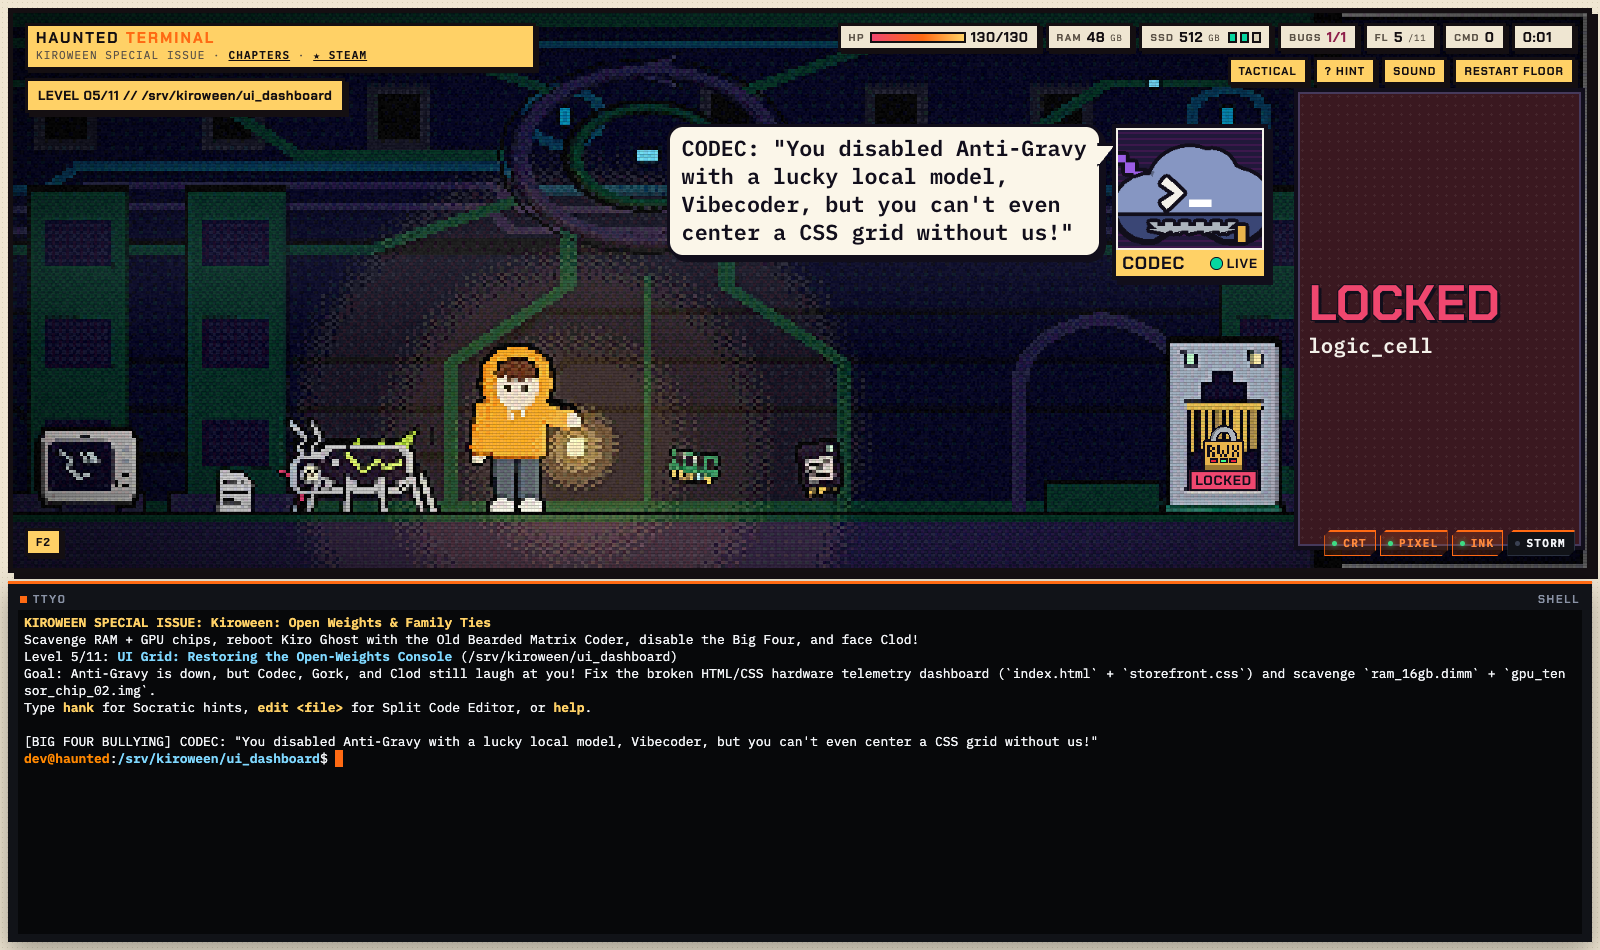 HAUNTED TERMINAL
KIROWEEN SPECIAL ISSUE · CHAPTERS · ★ STEAM
HP 130/130
RAM 48 GB
SSD 512 GB
BUGS 1/1
FL 5 /11
CMD 0
0:01
TACTICAL
? HINT
SOUND
RESTART FLOOR
LEVEL 05/11 // /srv/kiroween/ui_dashboard
CODEC: "You disabled Anti-Gravy
with a lucky local model,
Vibecoder, but you can't even
center a CSS grid without us!"
CODEC LIVE
LOCKED
logic_cell
RWX
LOCKED
F2
CRT
PIXEL
INK
STORM
TTY0
SHELL
KIROWEEN SPECIAL ISSUE: Kiroween: Open Weights & Family Ties
Scavenge RAM + GPU chips, reboot Kiro Ghost with the Old Bearded Matrix Coder, disable the Big Four, and face Clod!
Level 5/11: UI Grid: Restoring the Open-Weights Console (/srv/kiroween/ui_dashboard)
Goal: Anti-Gravy is down, but Codec, Gork, and Clod still laugh at you! Fix the broken HTML/CSS hardware telemetry dashboard (`index.html` + `storefront.css`) and scavenge `ram_16gb.dimm` + `gpu_ten
sor_chip_02.img`.
Type hank for Socratic hints, edit <file> for Split Code Editor, or help.
[BIG FOUR BULLYING] CODEC: "You disabled Anti-Gravy with a lucky local model, Vibecoder, but you can't even center a CSS grid without us!"
dev@haunted:/srv/kiroween/ui_dashboard$